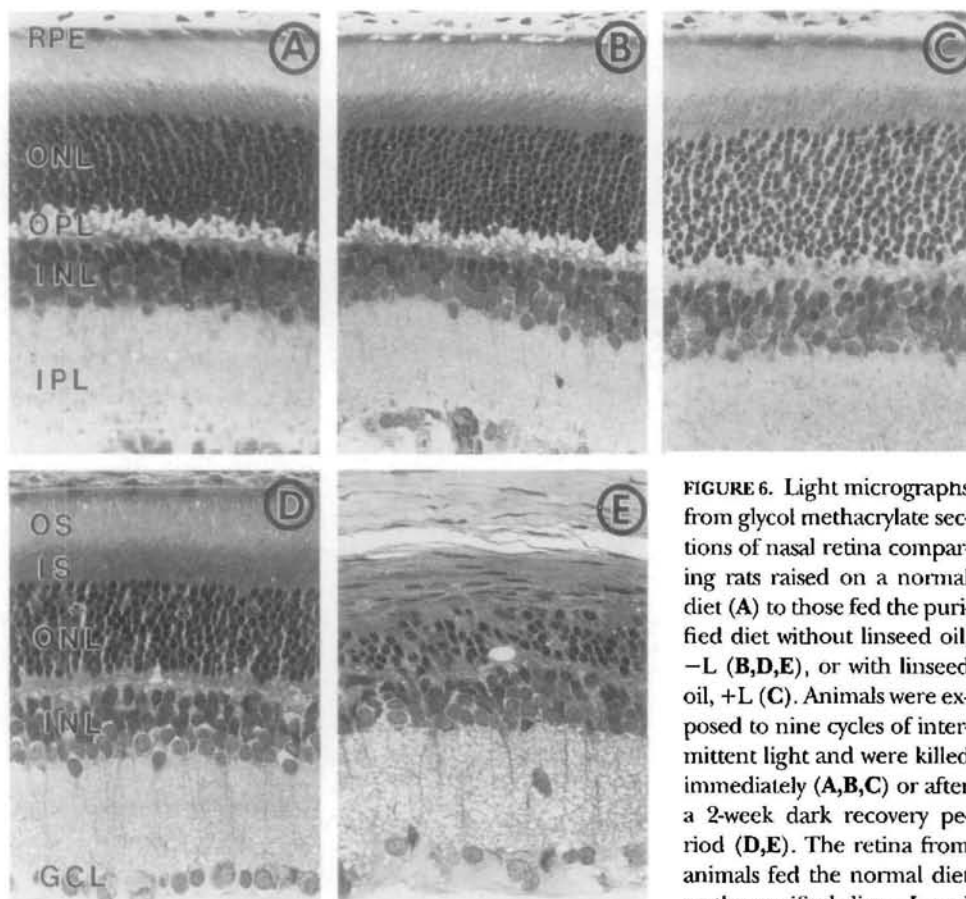 A
B
C
RPE
ONL
OPL
INL
IPL
D
E
OS
IS
ONL
INL
GCL
FIGURE 6. Light micrographs
from glycol methacrylate sec-
tions of nasal retina compar-
ing rats raised on a normal
diet (A) to those fed the puri-
fied diet without linseed oil,
−L (B,D,E), or with linseed
oil, +L (C). Animals were ex-
posed to nine cycles of inter-
mittent light and were killed
immediately (A,B,C) or after
a 2-week dark recovery pe-
riod (D,E). The retina from
animals fed the normal diet